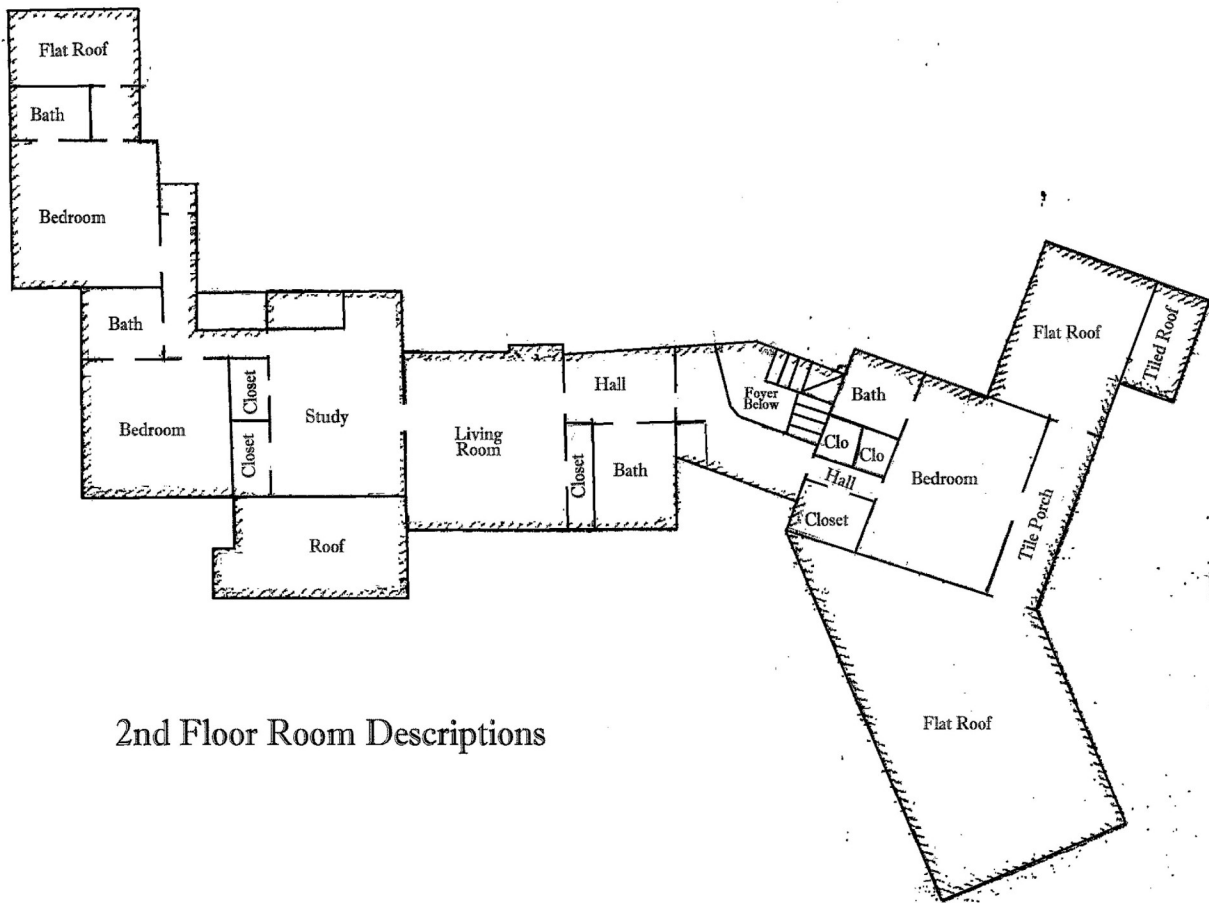 Flat Roof
Bath
Bedroom
Bath
Bedroom
Closet
Closet
Study
Roof
Living
Room
Hall
Closet
Bath
Foyer
Below
Bath
Clo
Clo
Hall
Closet
Bedroom
Tile Porch
Flat Roof
Tiled Roof
Flat Roof
2nd Floor Room Descriptions